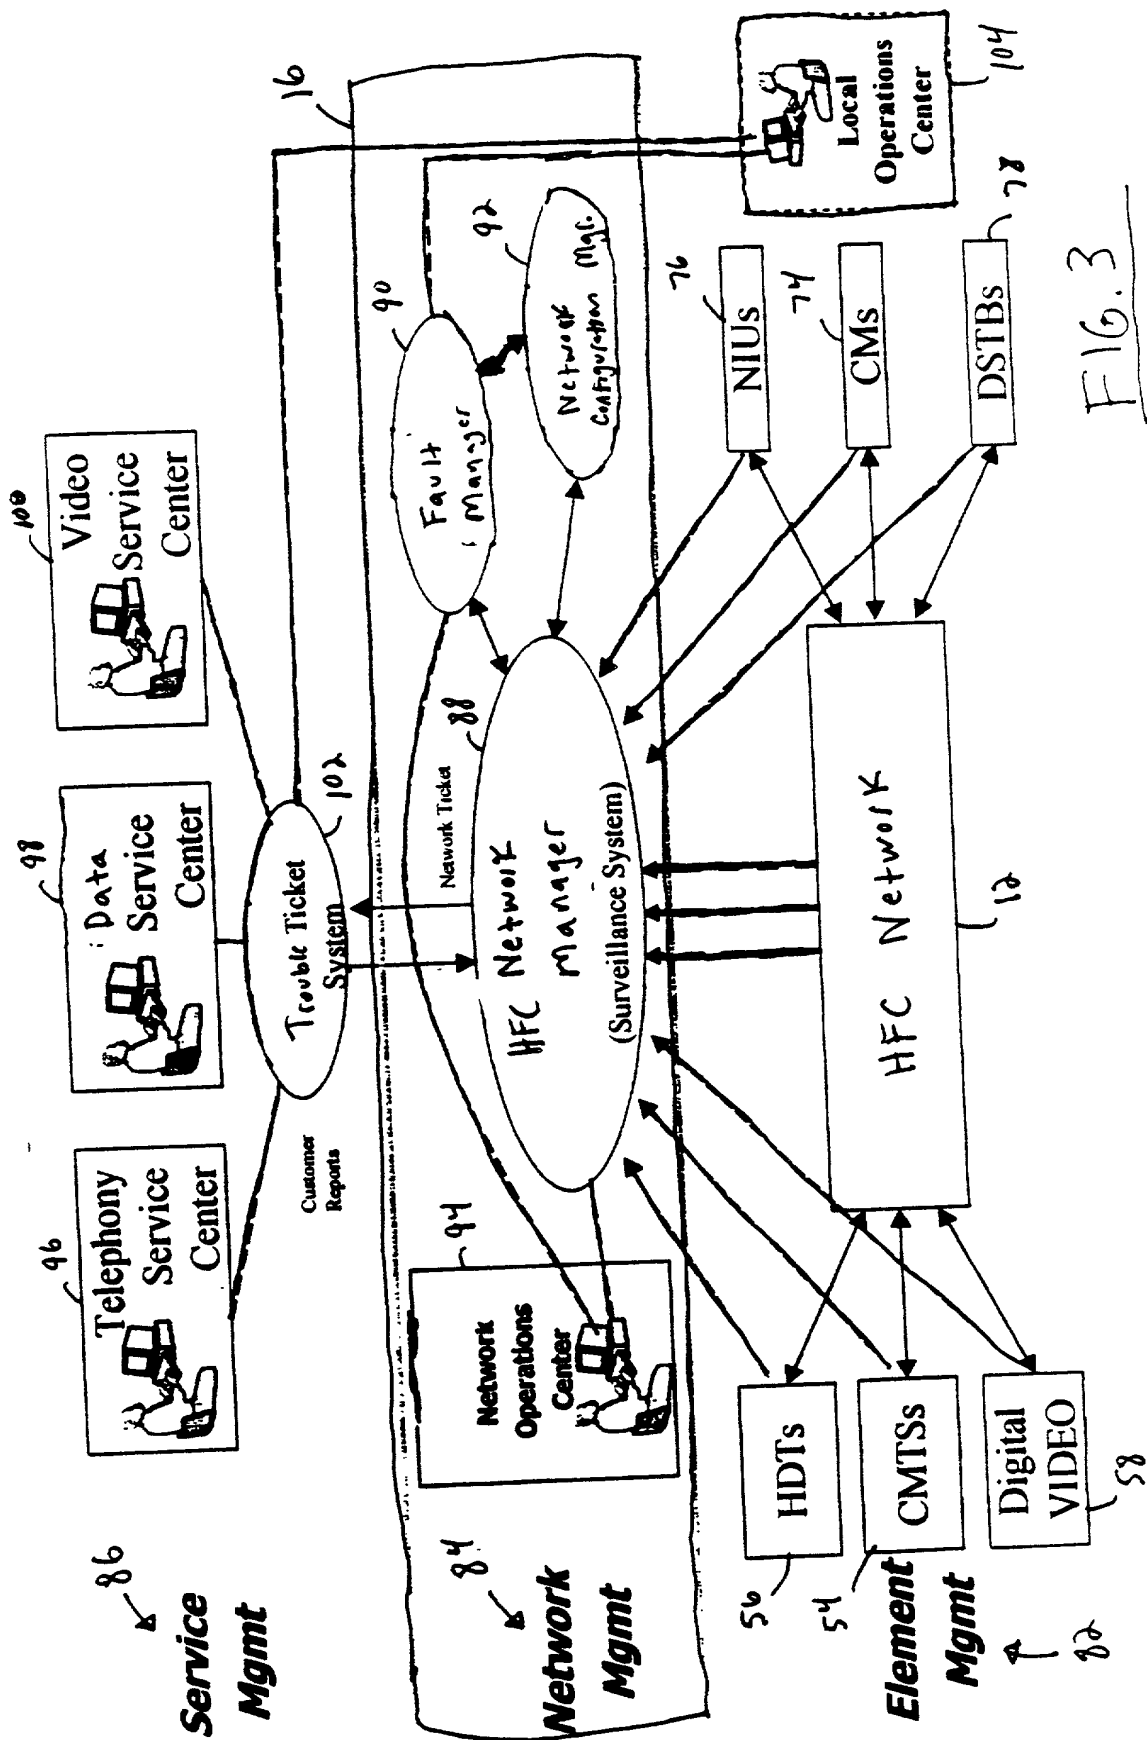 86
Service
Mgmt
96
Telephony
Service
Center
98
Data
Service
Center
100
Video
Service
Center
Customer
Reports
Trouble Ticket
System
102
16
84
Network
Mgmt
94
Network
Operations
Center
Network Ticket
88
HFC Network
Manager
(Surveillance System)
90
Fault
Manager
92
Network
Configuration Mgr.
56
HDTs
54
CMTSs
Digital
VIDEO
58
Element
Mgmt
82
HFC Network
12
76
NIUs
74
CMs
DSTBs
78
Local
Operations
Center
104
FIG. 3